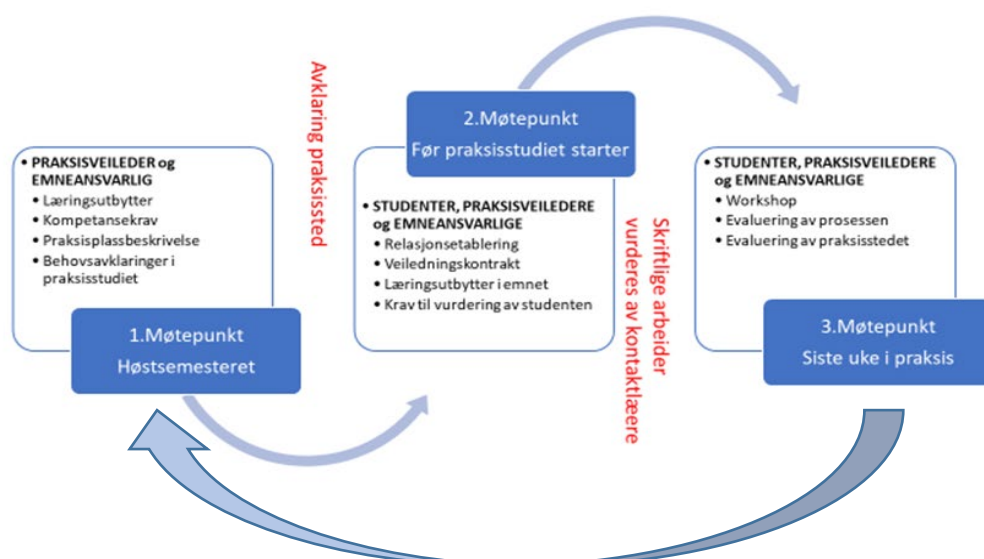 • PRAKSISVEILEDER og
EMNEANSVARLIG
• Læringsutbytter
• Kompetansekrav
• Praksisplassbeskrivelse
• Behovsavklaringer i
praksisstudiet
1.Møtepunkt
Høstsemesteret
Avklaring praksissted
2.Møtepunkt
Før praksisstudiet starter
• STUDENTER, PRAKSISVEILEDERE
og EMNEANSVARLIGE
• Relasjonsetablering
• Veiledningskontrakt
• Læringsutbytter i emnet
• Krav til vurdering av studenten
Skriftlige arbeider
vurderes av kontaktlæere
• STUDENTER, PRAKSISVEILEDERE
og EMNEANSVARLIGE
• Workshop
• Evaluering av prosessen
• Evaluering av praksisstedet
3.Møtepunkt
Siste uke i praksis